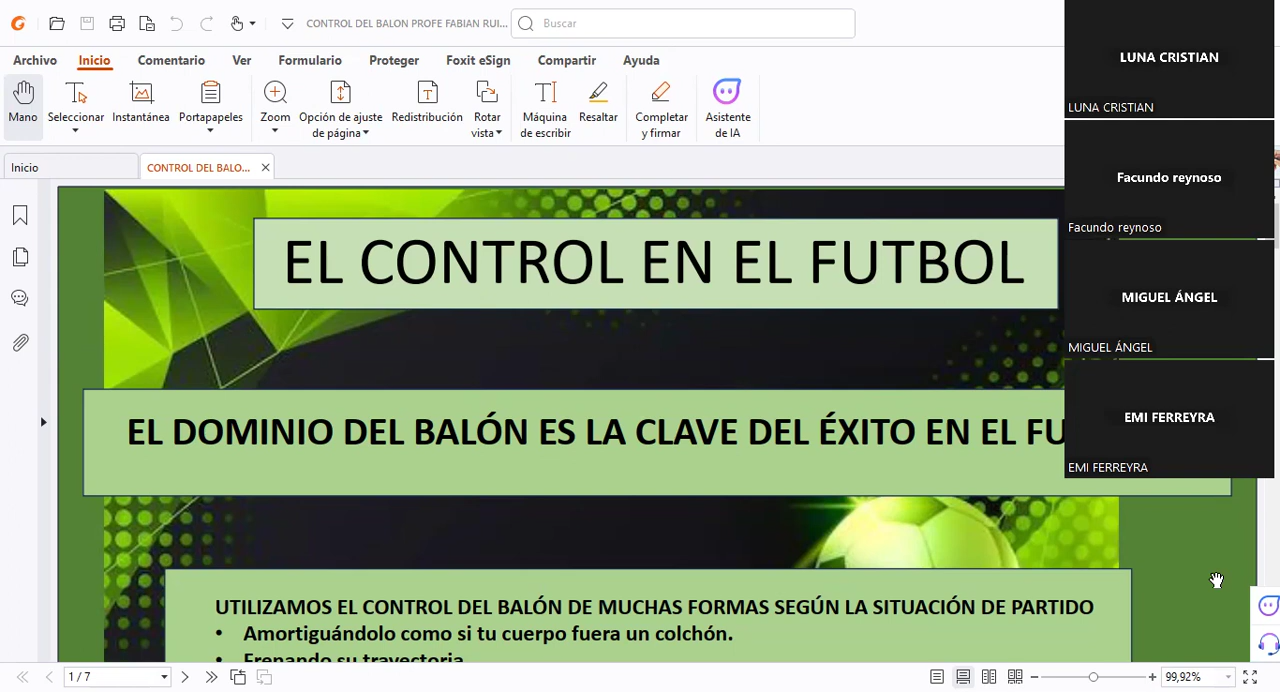 CONTROL DEL BALON PROFE FABIAN RUI...
Buscar
Archivo Inicio Comentario Ver Formulario Proteger Foxit eSign Compartir Ayuda
Mano Seleccionar Instantánea Portapapeles Zoom Opción de ajuste de página Redistribución Rotar vista Máquina de escribir Resaltar Completar y firmar Asistente de IA
Inicio CONTROL DEL BALO...
EL CONTROL EN EL FUTBOL
EL DOMINIO DEL BALÓN ES LA CLAVE DEL ÉXITO EN EL FU
UTILIZAMOS EL CONTROL DEL BALÓN DE MUCHAS FORMAS SEGÚN LA SITUACIÓN DE PARTIDO
• Amortiguándolo como si tu cuerpo fuera un colchón.
• Frenando su trayectoria
LUNA CRISTIAN
LUNA CRISTIAN
Facundo reynoso
Facundo reynoso
MIGUEL ÁNGEL
MIGUEL ÁNGEL
EMI FERREYRA
EMI FERREYRA
1 / 7
99,92%